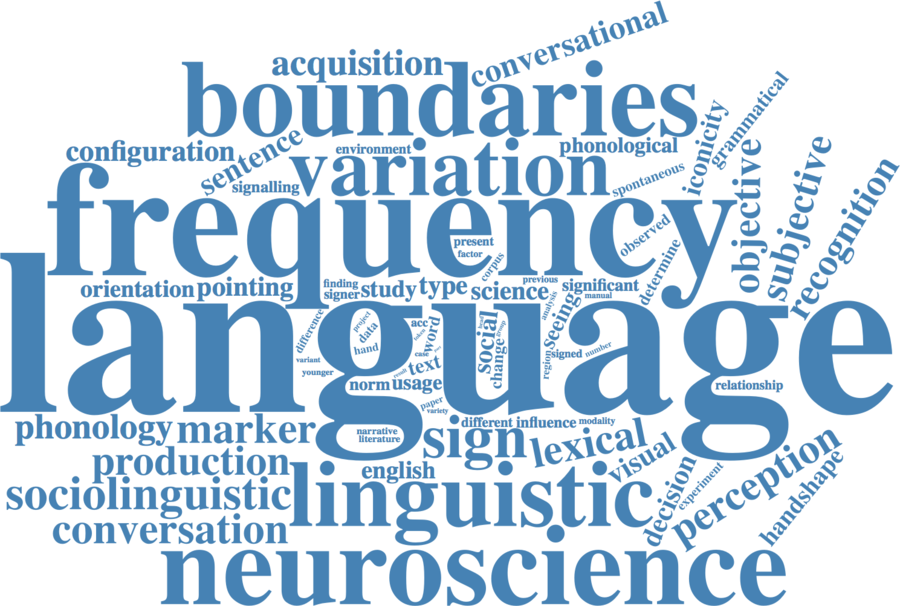 conversational
acquisition
boundaries
grammatical
iconicity
configuration
sentence
environment
phonological
objective
subjective
signalling
variation
spontaneous
recognition
frequency
present
factor
observed
corpus
determine
orientation
pointing
finding
signer
study
type
science
previous
significant
manual
language
difference
project
data
hand
acc
word
case
text
social
change
group
analysis
seeing
region
signed
number
variant
younger
result
norm
usage
relationship
paper
variety
phonology
marker
narrative
literature
sign
different
influence
modality
lexical
visual
production
english
sociolinguistic
linguistic
decision
experiment
perception
handshape
conversation
neuroscience